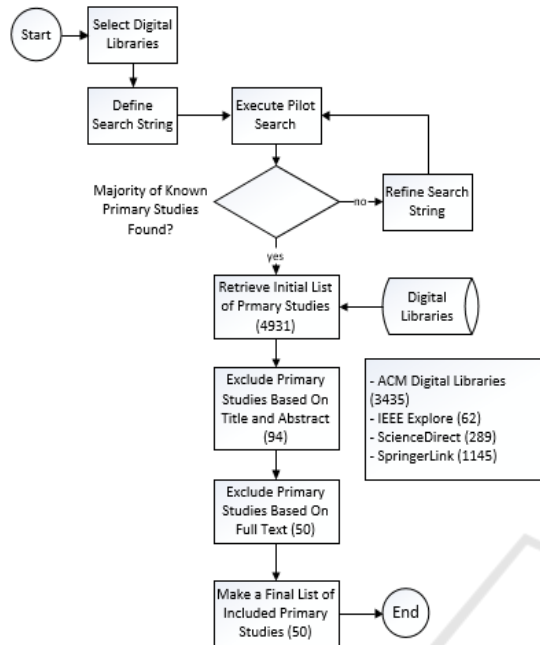 Start
Select Digital
Libraries
Define
Search String
Execute Pilot
Search
Majority of Known
Primary Studies
Found?
no
Refine Search
String
yes
Retrieve Initial List
of Prmary Studies
(4931)
Digital
Libraries
Exclude Primary
Studies Based On
Title and Abstract
(94)
- ACM Digital Libraries
(3435)
- IEEE Explore (62)
- ScienceDirect (289)
- SpringerLink (1145)
Exclude Primary
Studies Based On
Full Text (50)
Make a Final List of
Included Primary
Studies (50)
End